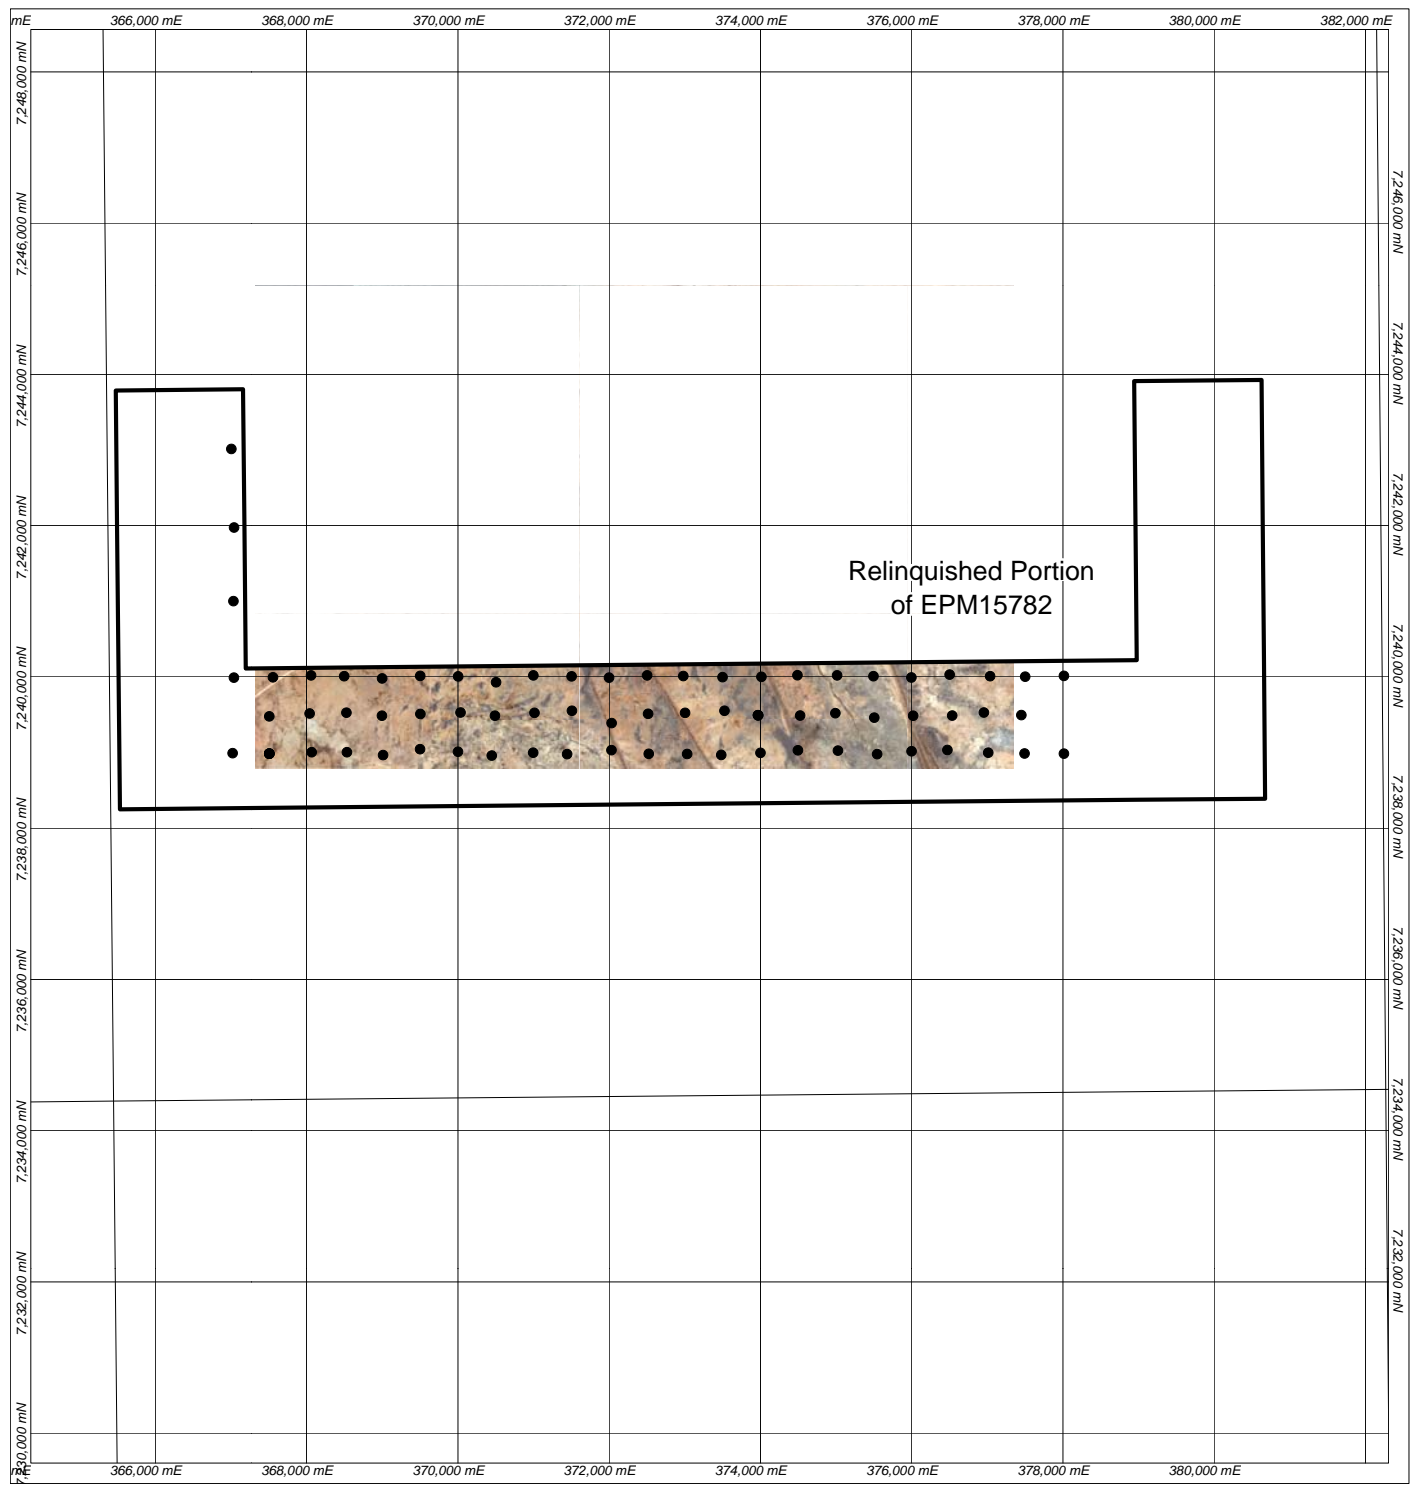 mE
366,000 mE
368,000 mE
370,000 mE
372,000 mE
374,000 mE
376,000 mE
378,000 mE
380,000 mE
382,000 mE
7,248,000 mN
7,246,000 mN
7,244,000 mN
7,242,000 mN
7,240,000 mN
7,238,000 mN
7,236,000 mN
7,234,000 mN
7,232,000 mN
7,230,000 mN
Relinquished Portion
of EPM15782
7,246,000 mN
7,244,000 mN
7,242,000 mN
7,240,000 mN
7,238,000 mN
7,236,000 mN
7,234,000 mN
7,232,000 mN
mE
366,000 mE
368,000 mE
370,000 mE
372,000 mE
374,000 mE
376,000 mE
378,000 mE
380,000 mE